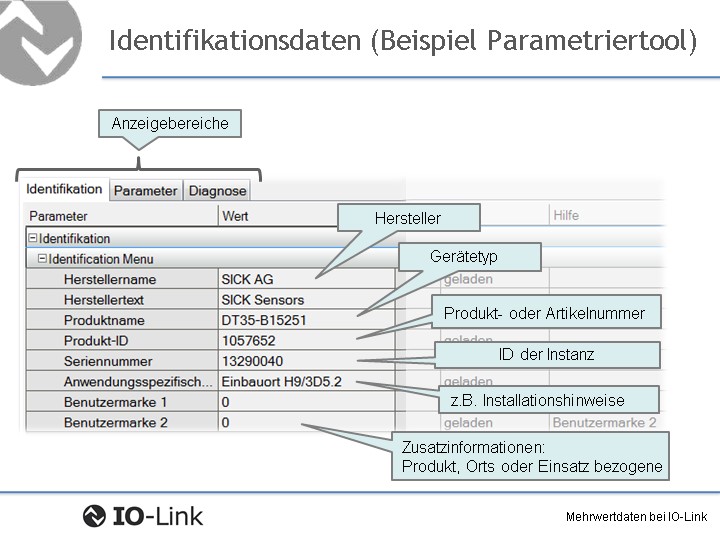 Identifikationsdaten (Beispiel Parametriertool)
Anzeigebereiche
Identifikation Parameter Diagnose
Parameter Wert Hilfe
Hersteller
Identifikation
Identification Menu
Gerätetyp
Herstellername SICK AG geladen
Herstellertext SICK Sensors
Produktname DT35-B15251
Produkt- oder Artikelnummer
Produkt-ID 1057652 geladen
Seriennummer 13290040
ID der Instanz
Anwendungsspezifisch... Einbauort H9/3D5.2 geladen
Benutzermarke 1 0
z.B. Installationshinweise
Benutzermarke 2 0 geladen Benutzermarke 2
Zusatzinformationen:
Produkt, Orts oder Einsatz bezogene
IO-Link
Mehrwertdaten bei IO-Link